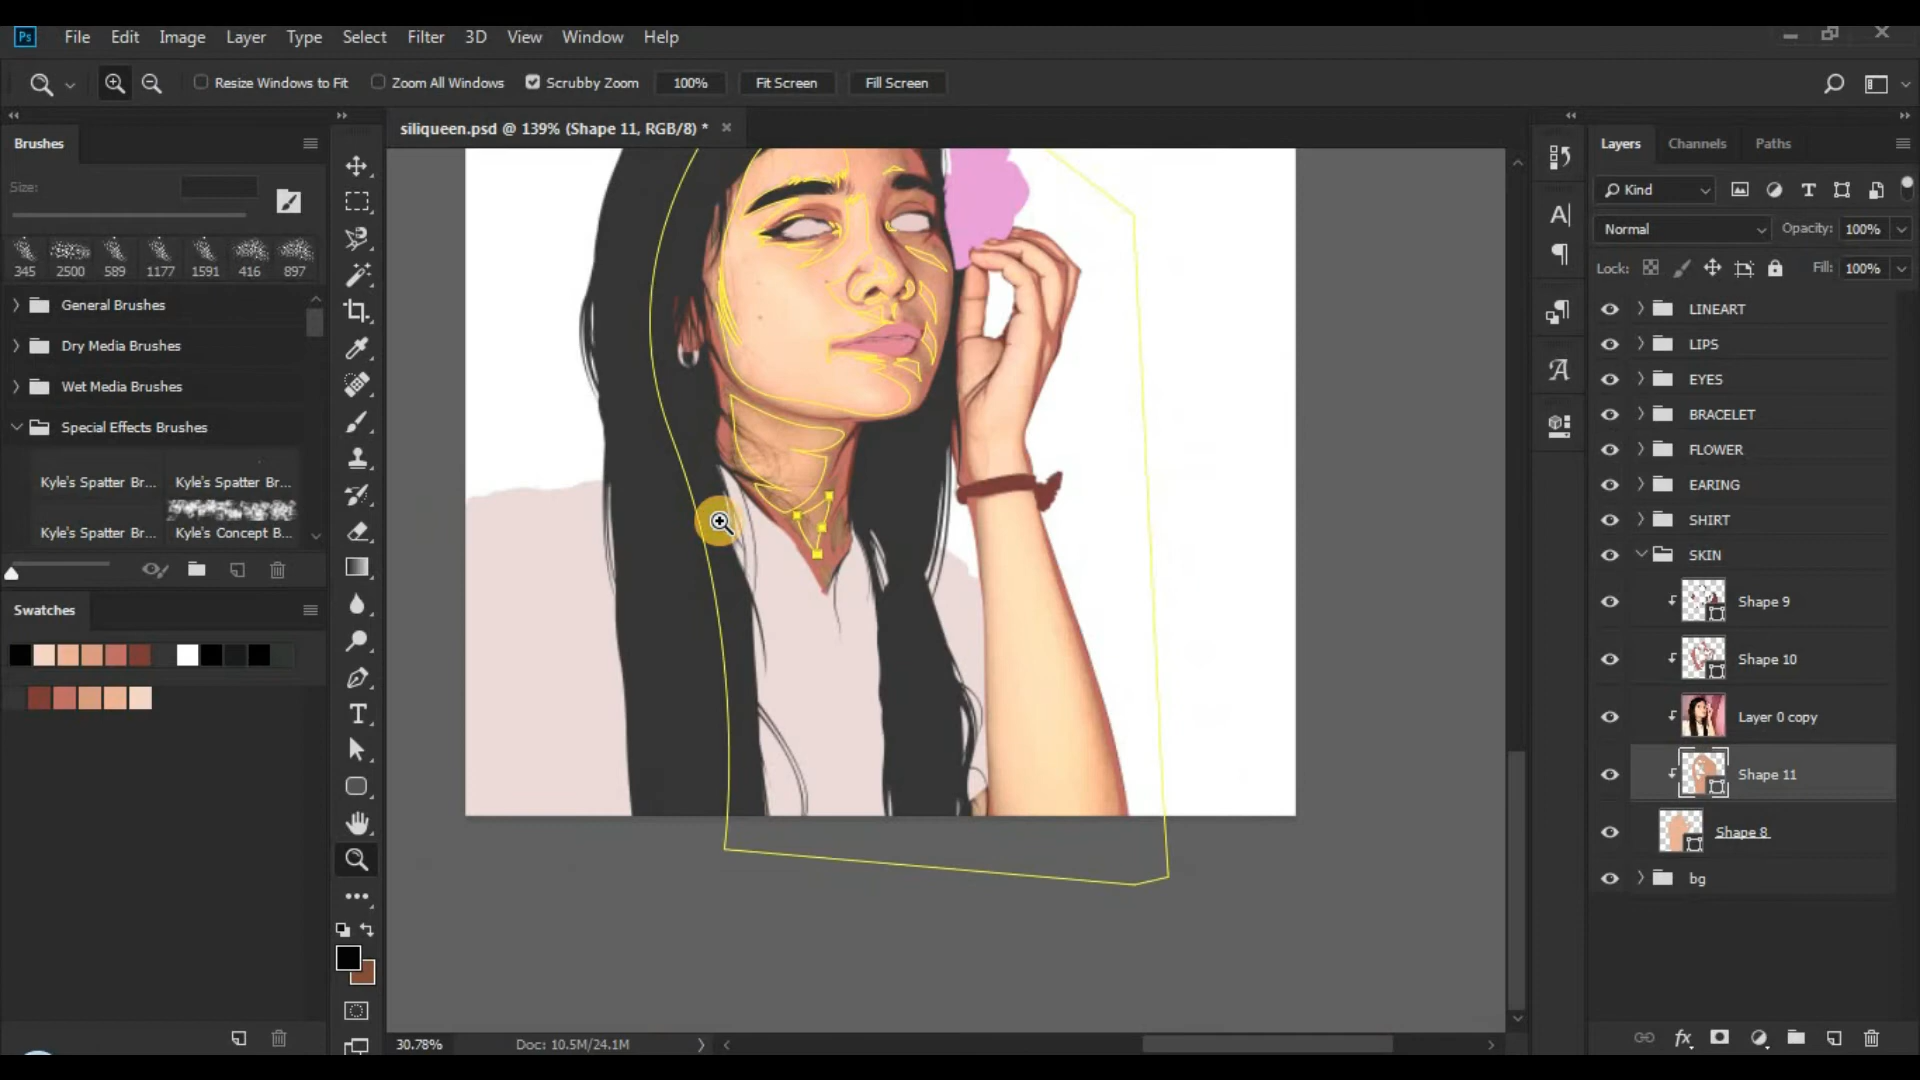 Ps File Edit Image Layer Type Select Filter 3D View Window Help
Resize Windows to Fit Zoom All Windows Scrubby Zoom 100% Fit Screen Fill Screen
siliqueen.psd @ 139% (Shape 11, RGB/8) *
Brushes
Size:
345 2500 589 1177 1591 416 897
General Brushes
Dry Media Brushes
Wet Media Brushes
Special Effects Brushes
Kyle's Spatter Br... Kyle's Spatter Br...
Kyle's Spatter Br... Kyle's Concept B...
Swatches
30.78% Doc: 10.5M/24.1M
Layers Channels Paths
Kind
Normal Opacity: 100%
Lock: Fill: 100%
LINEART
LIPS
EYES
BRACELET
FLOWER
EARING
SHIRT
SKIN
Shape 9
Shape 10
Layer 0 copy
Shape 11
Shape 8
bg
fx